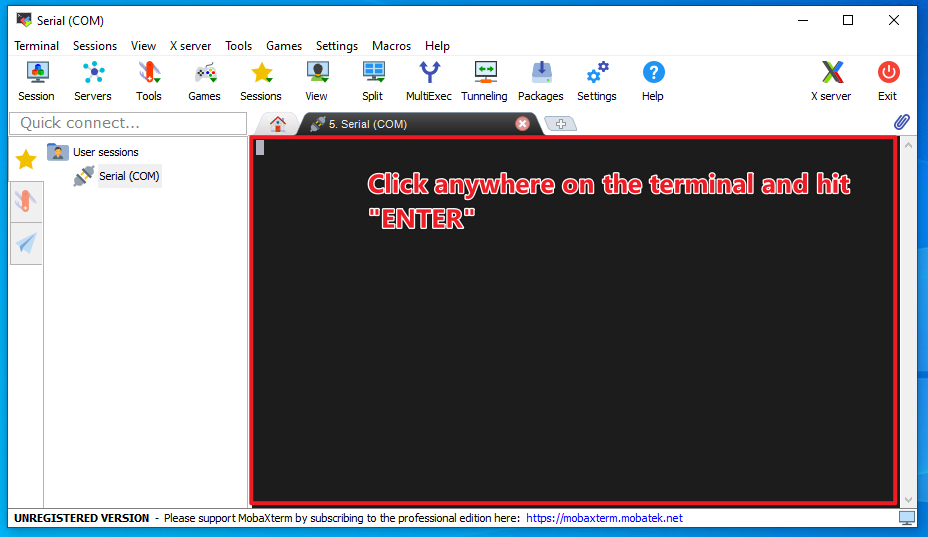 Serial (COM)
Terminal Sessions View X server Tools Games Settings Macros Help
Session Servers Tools Games Sessions View Split MultiExec Tunneling Packages Settings Help X server Exit
Quick connect...
5. Serial (COM)
User sessions
Serial (COM)
Click anywhere on the terminal and hit
"ENTER"
UNREGISTERED VERSION - Please support MobaXterm by subscribing to the professional edition here: https://mobaxterm.mobatek.net